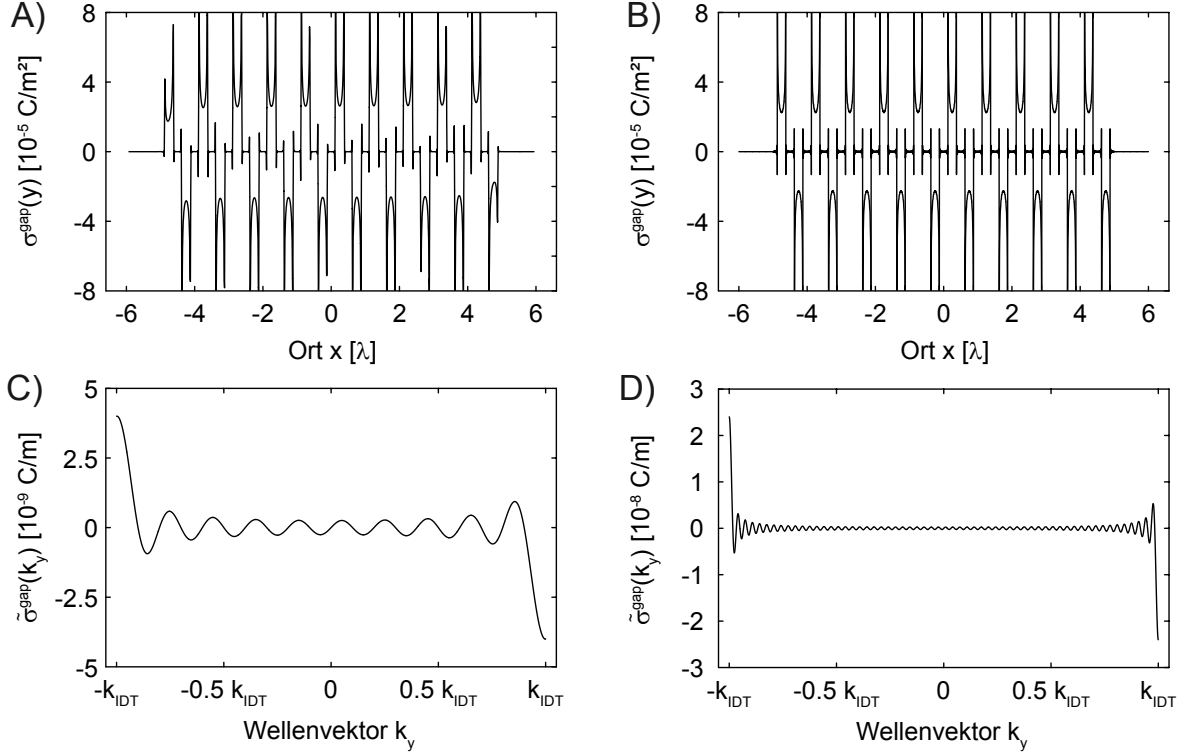 A)
σ^gap(y) [10^-5 C/m²]
8
4
0
-4
-8
-6 -4 -2 0 2 4 6
Ort x [λ]
B)
σ^gap(y) [10^-5 C/m²]
8
4
0
-4
-8
-6 -4 -2 0 2 4 6
Ort x [λ]
C)
σ̃^gap(k_y) [10^-9 C/m]
5
2.5
0
-2.5
-5
-k_IDT -0.5 k_IDT 0 0.5 k_IDT k_IDT
Wellenvektor k_y
D)
σ̃^gap(k_y) [10^-8 C/m]
3
2
1
0
-1
-2
-3
-k_IDT -0.5 k_IDT 0 0.5 k_IDT k_IDT
Wellenvektor k_y